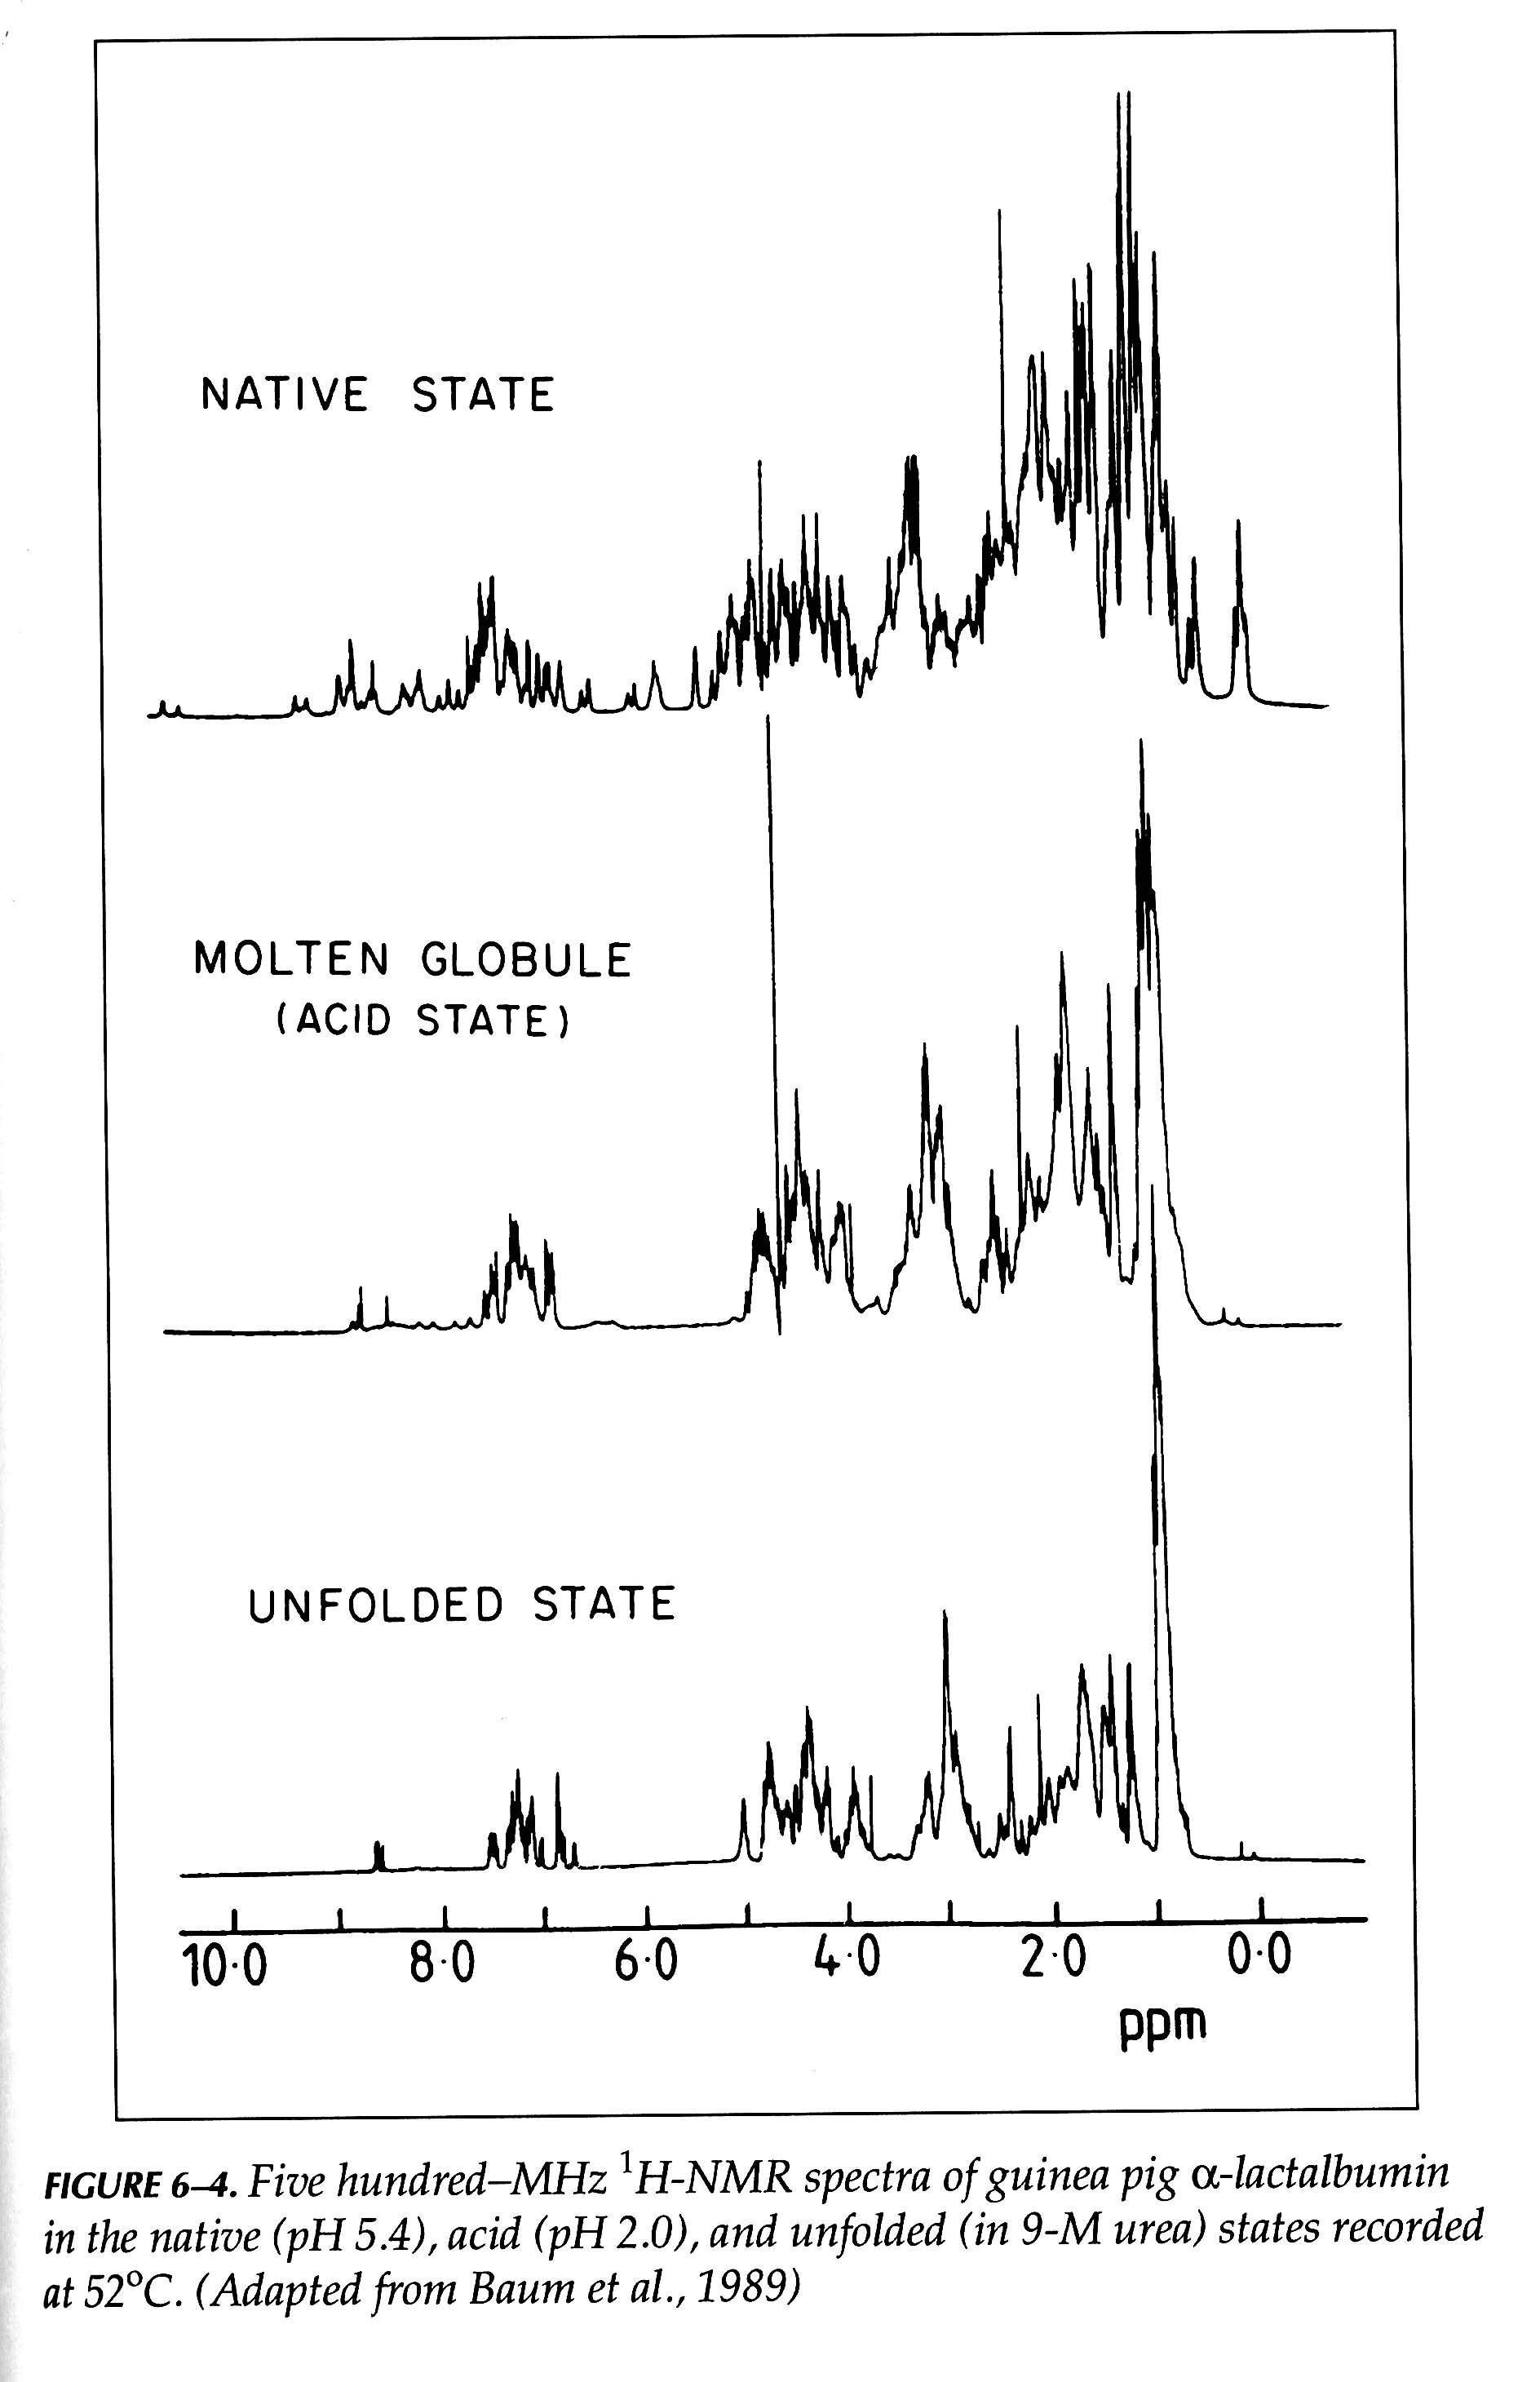 NATIVE STATE
MOLTEN GLOBULE
(ACID STATE)
UNFOLDED STATE
10·0 8·0 6·0 4·0 2·0 0·0
ppm
FIGURE 6–4. Five hundred–MHz ¹H-NMR spectra of guinea pig α-lactalbumin
in the native (pH 5.4), acid (pH 2.0), and unfolded (in 9-M urea) states recorded
at 52°C. (Adapted from Baum et al., 1989)